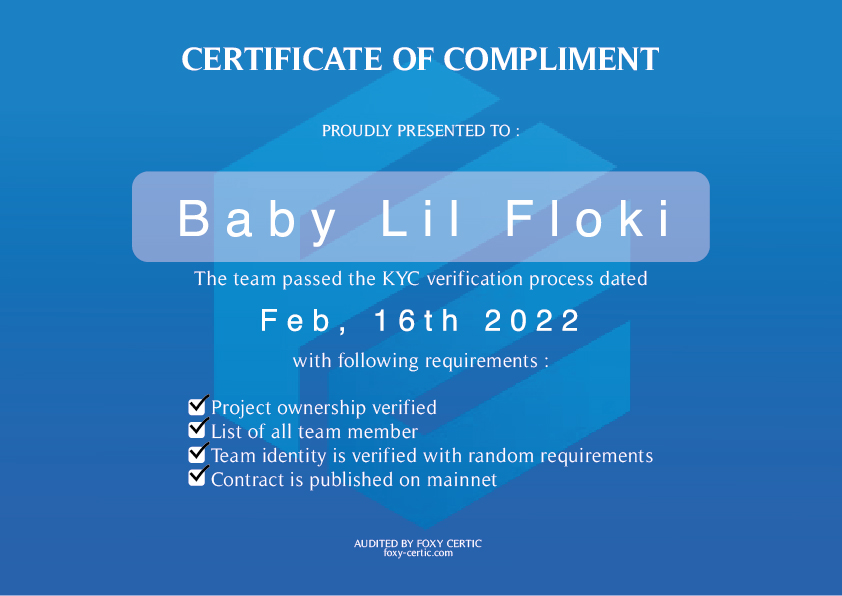 CERTIFICATE OF COMPLIMENT
PROUDLY PRESENTED TO :
Baby Lil Floki
The team passed the KYC verification process dated
Feb, 16th 2022
with following requirements :
Project ownership verified
List of all team member
Team identity is verified with random requirements
Contract is published on mainnet
AUDITED BY FOXY CERTIC
foxy-certic.com